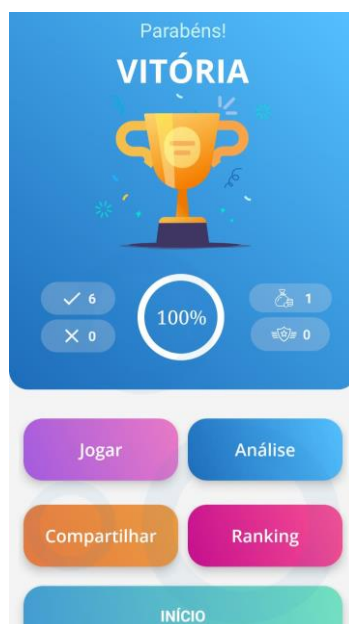 Parabéns!
VITÓRIA
6
0
100%
1
0
Jogar
Análise
Compartilhar
Ranking
INÍCIO